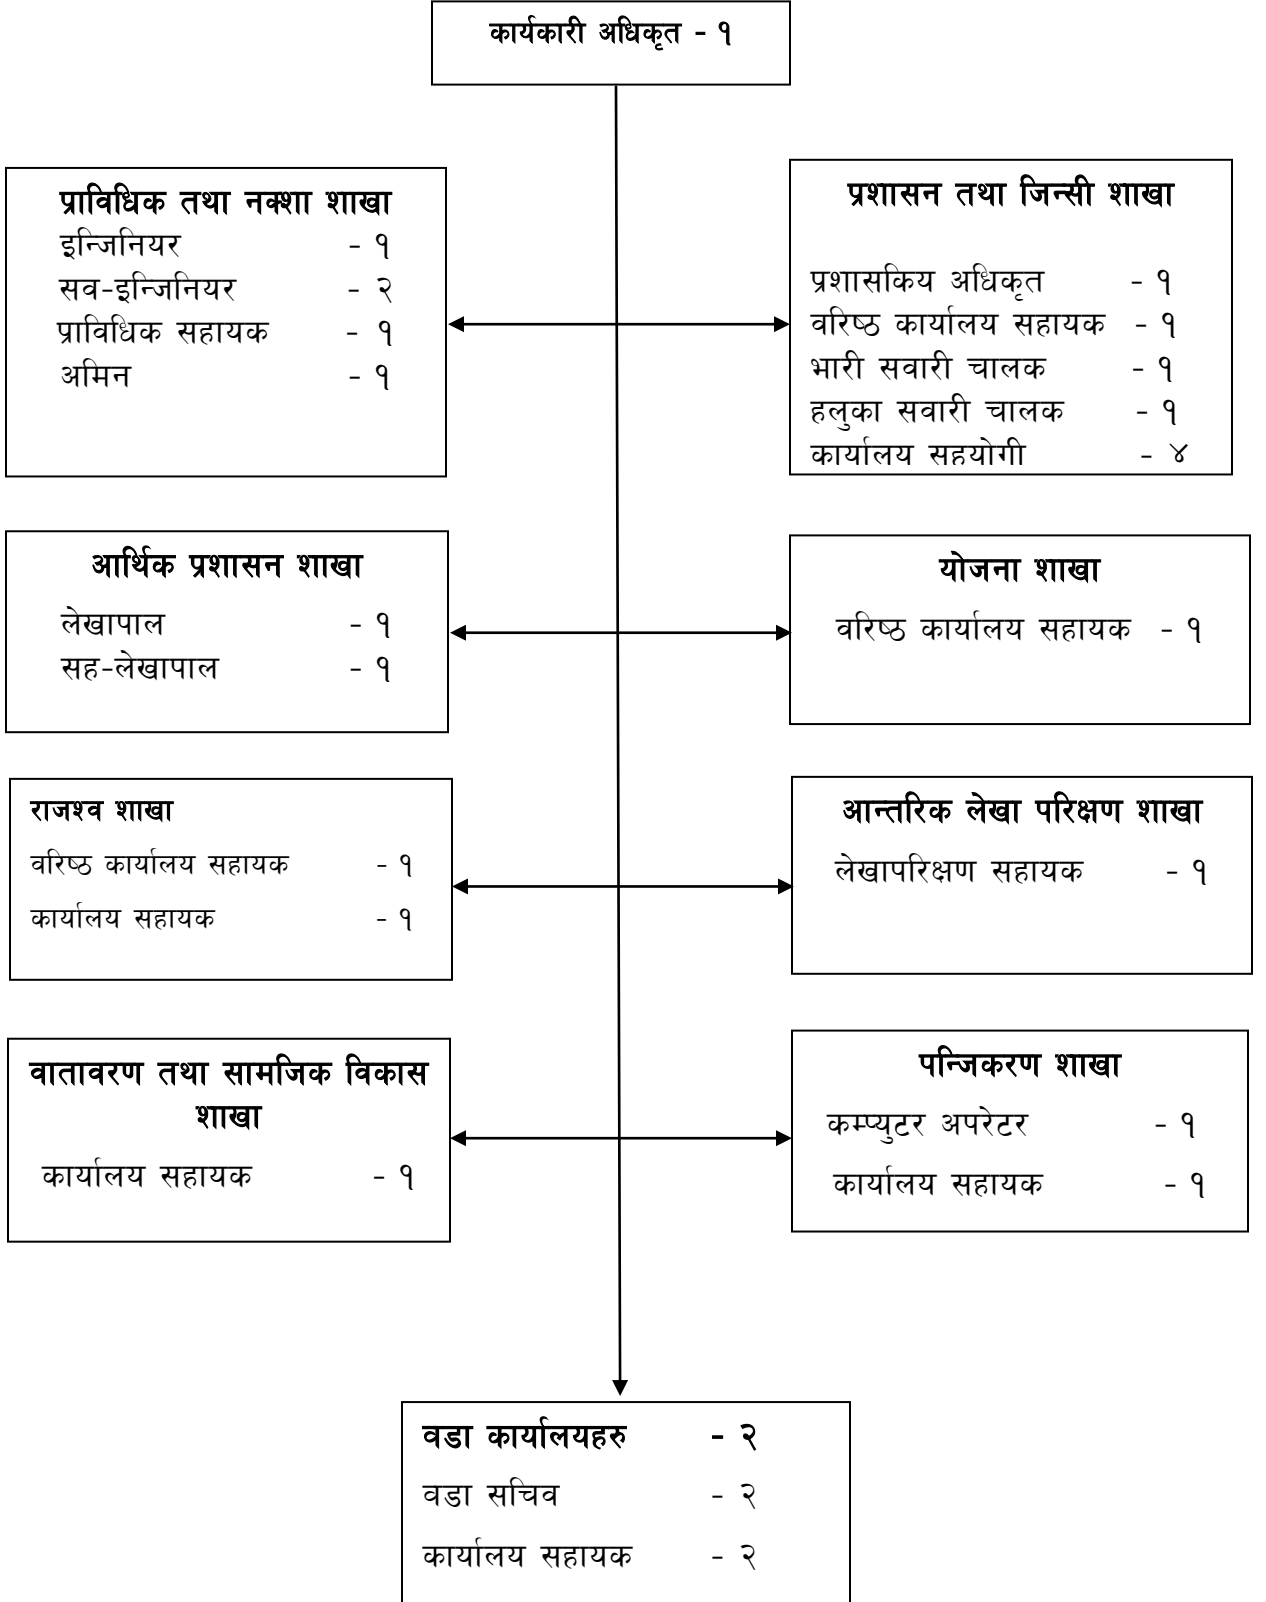 कार्यकारी अधिकृत - १
प्राविधिक तथा नक्शा शाखा
इन्जिनियर - १
सव-इन्जिनियर - २
प्राविधिक सहायक - १
अमिन - १
प्रशासन तथा जिन्सी शाखा
प्रशासकिय अधिकृत - १
वरिष्ठ कार्यालय सहायक - १
भारी सवारी चालक - १
हलुका सवारी चालक - १
कार्यालय सहयोगी - ४
आर्थिक प्रशासन शाखा
लेखापाल - १
सह-लेखापाल - १
योजना शाखा
वरिष्ठ कार्यालय सहायक - १
राजश्व शाखा
वरिष्ठ कार्यालय सहायक - १
कार्यालय सहायक - १
आन्तरिक लेखा परिक्षण शाखा
लेखापरिक्षण सहायक - १
वातावरण तथा सामजिक विकास
शाखा
कार्यालय सहायक - १
पन्जिकरण शाखा
कम्प्युटर अपरेटर - १
कार्यालय सहायक - १
वडा कार्यालयहरु - २
वडा सचिव - २
कार्यालय सहायक - २